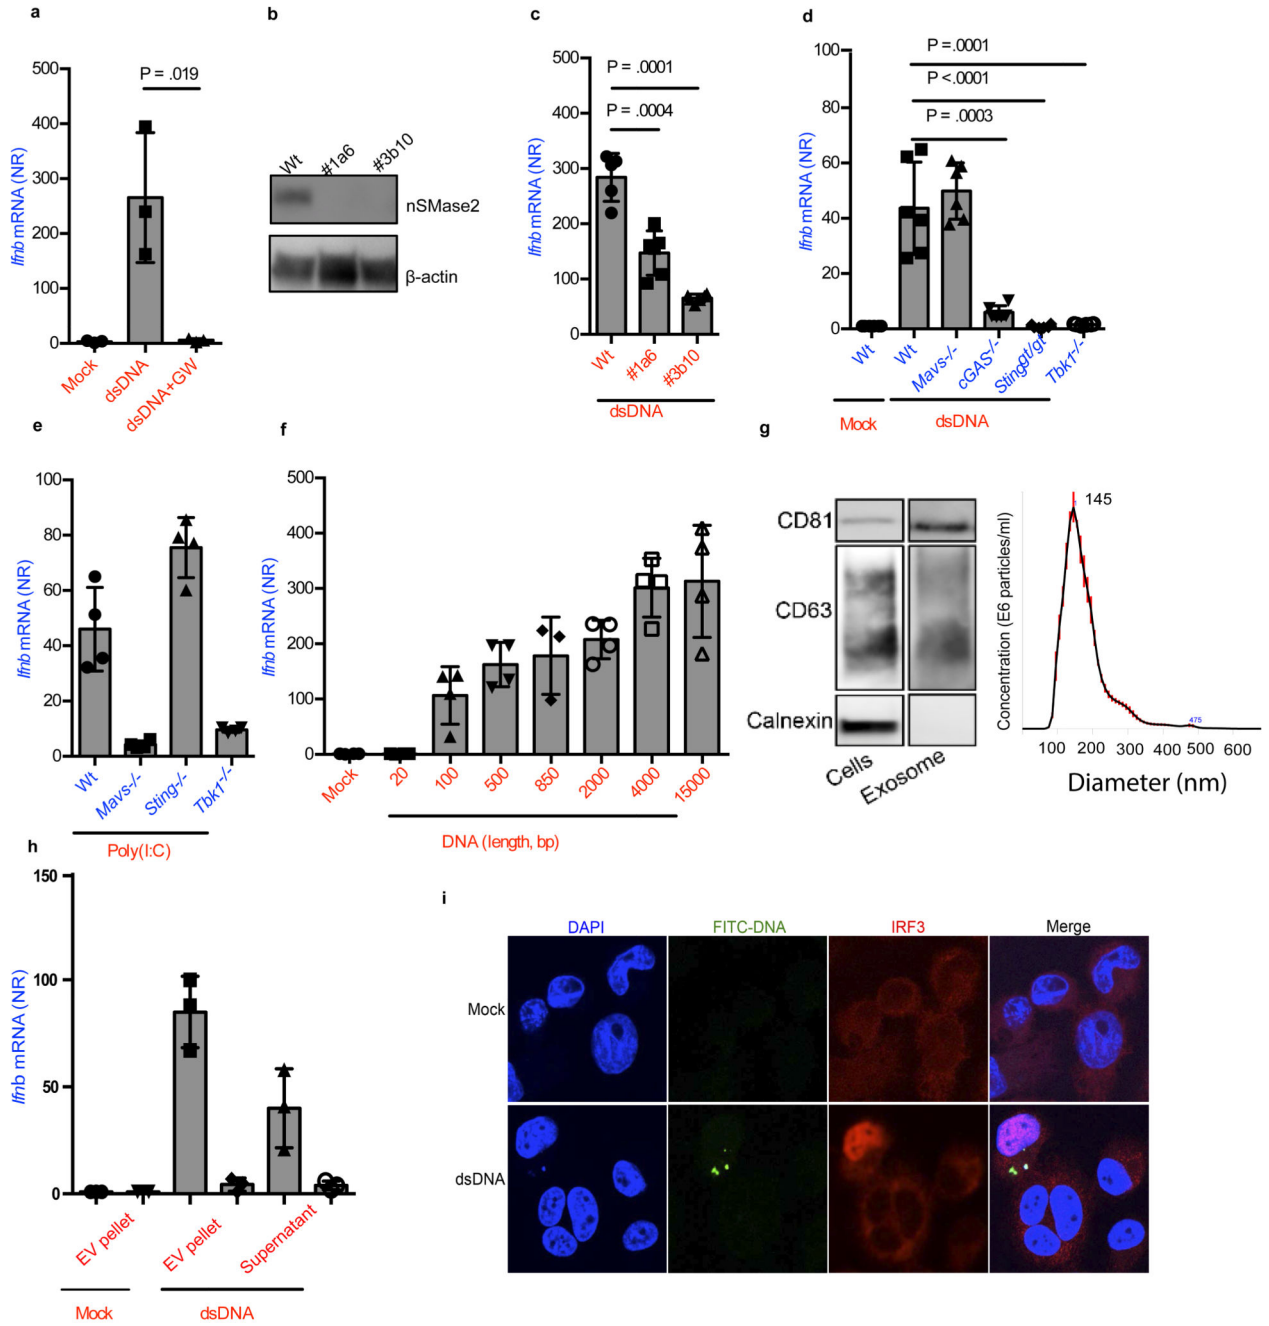 a
500
400
300
200
100
0
Ifnb mRNA (NR)
P = .019
Mock
dsDNA
dsDNA+GW
b
Wt
#1a6
#3b10
nSMase2
β-actin
c
500
400
300
200
100
0
Ifnb mRNA (NR)
P = .0001
P = .0004
Wt
#1a6
#3b10
dsDNA
d
100
80
60
40
20
0
Ifnb mRNA (NR)
P = .0001
P <.0001
P = .0003
Wt
Wt
Mavs-/-
cGAS-/-
Stinggt/gt
Tbk1-/-
Mock
dsDNA
e
100
80
60
40
20
0
Ifnb mRNA (NR)
Wt
Mavs-/-
Sting-/-
Tbk1-/-
Poly(I:C)
f
500
400
300
200
100
0
Ifnb mRNA (NR)
Mock
20
100
500
850
2000
4000
15000
DNA (length, bp)
g
CD81
CD63
Calnexin
Cells
Exosome
Concentration (E6 particles/ml)
145
475
100 200 300 400 500 600
Diameter (nm)
h
150
100
50
0
Ifnb mRNA (NR)
EV pellet
EV pellet
Supernatant
Mock
dsDNA
i
DAPI
FITC-DNA
IRF3
Merge
Mock
dsDNA